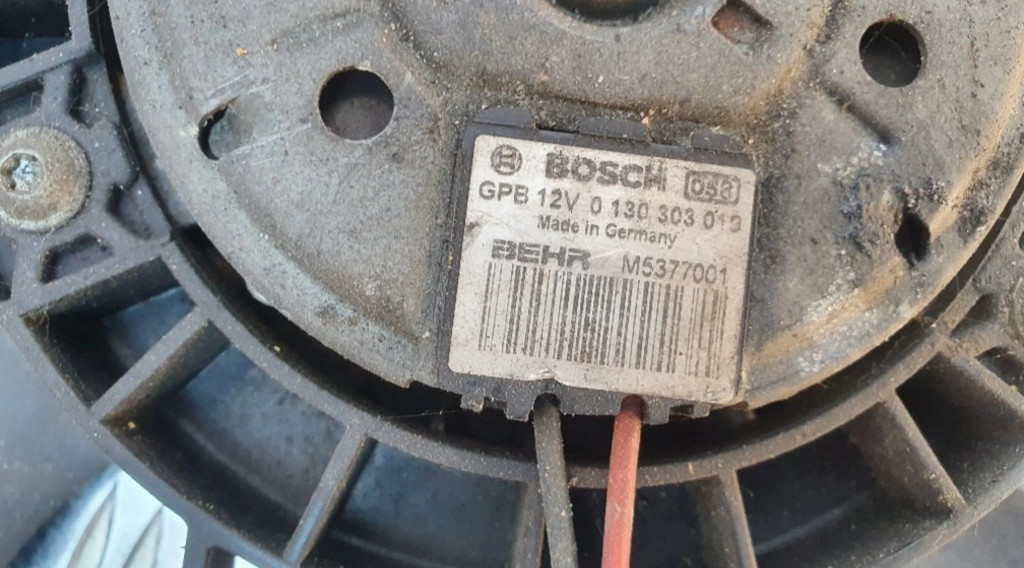 BOSCH 058
GPB 12V 0 130 303 013
Made in Germany
BEHR M5377001